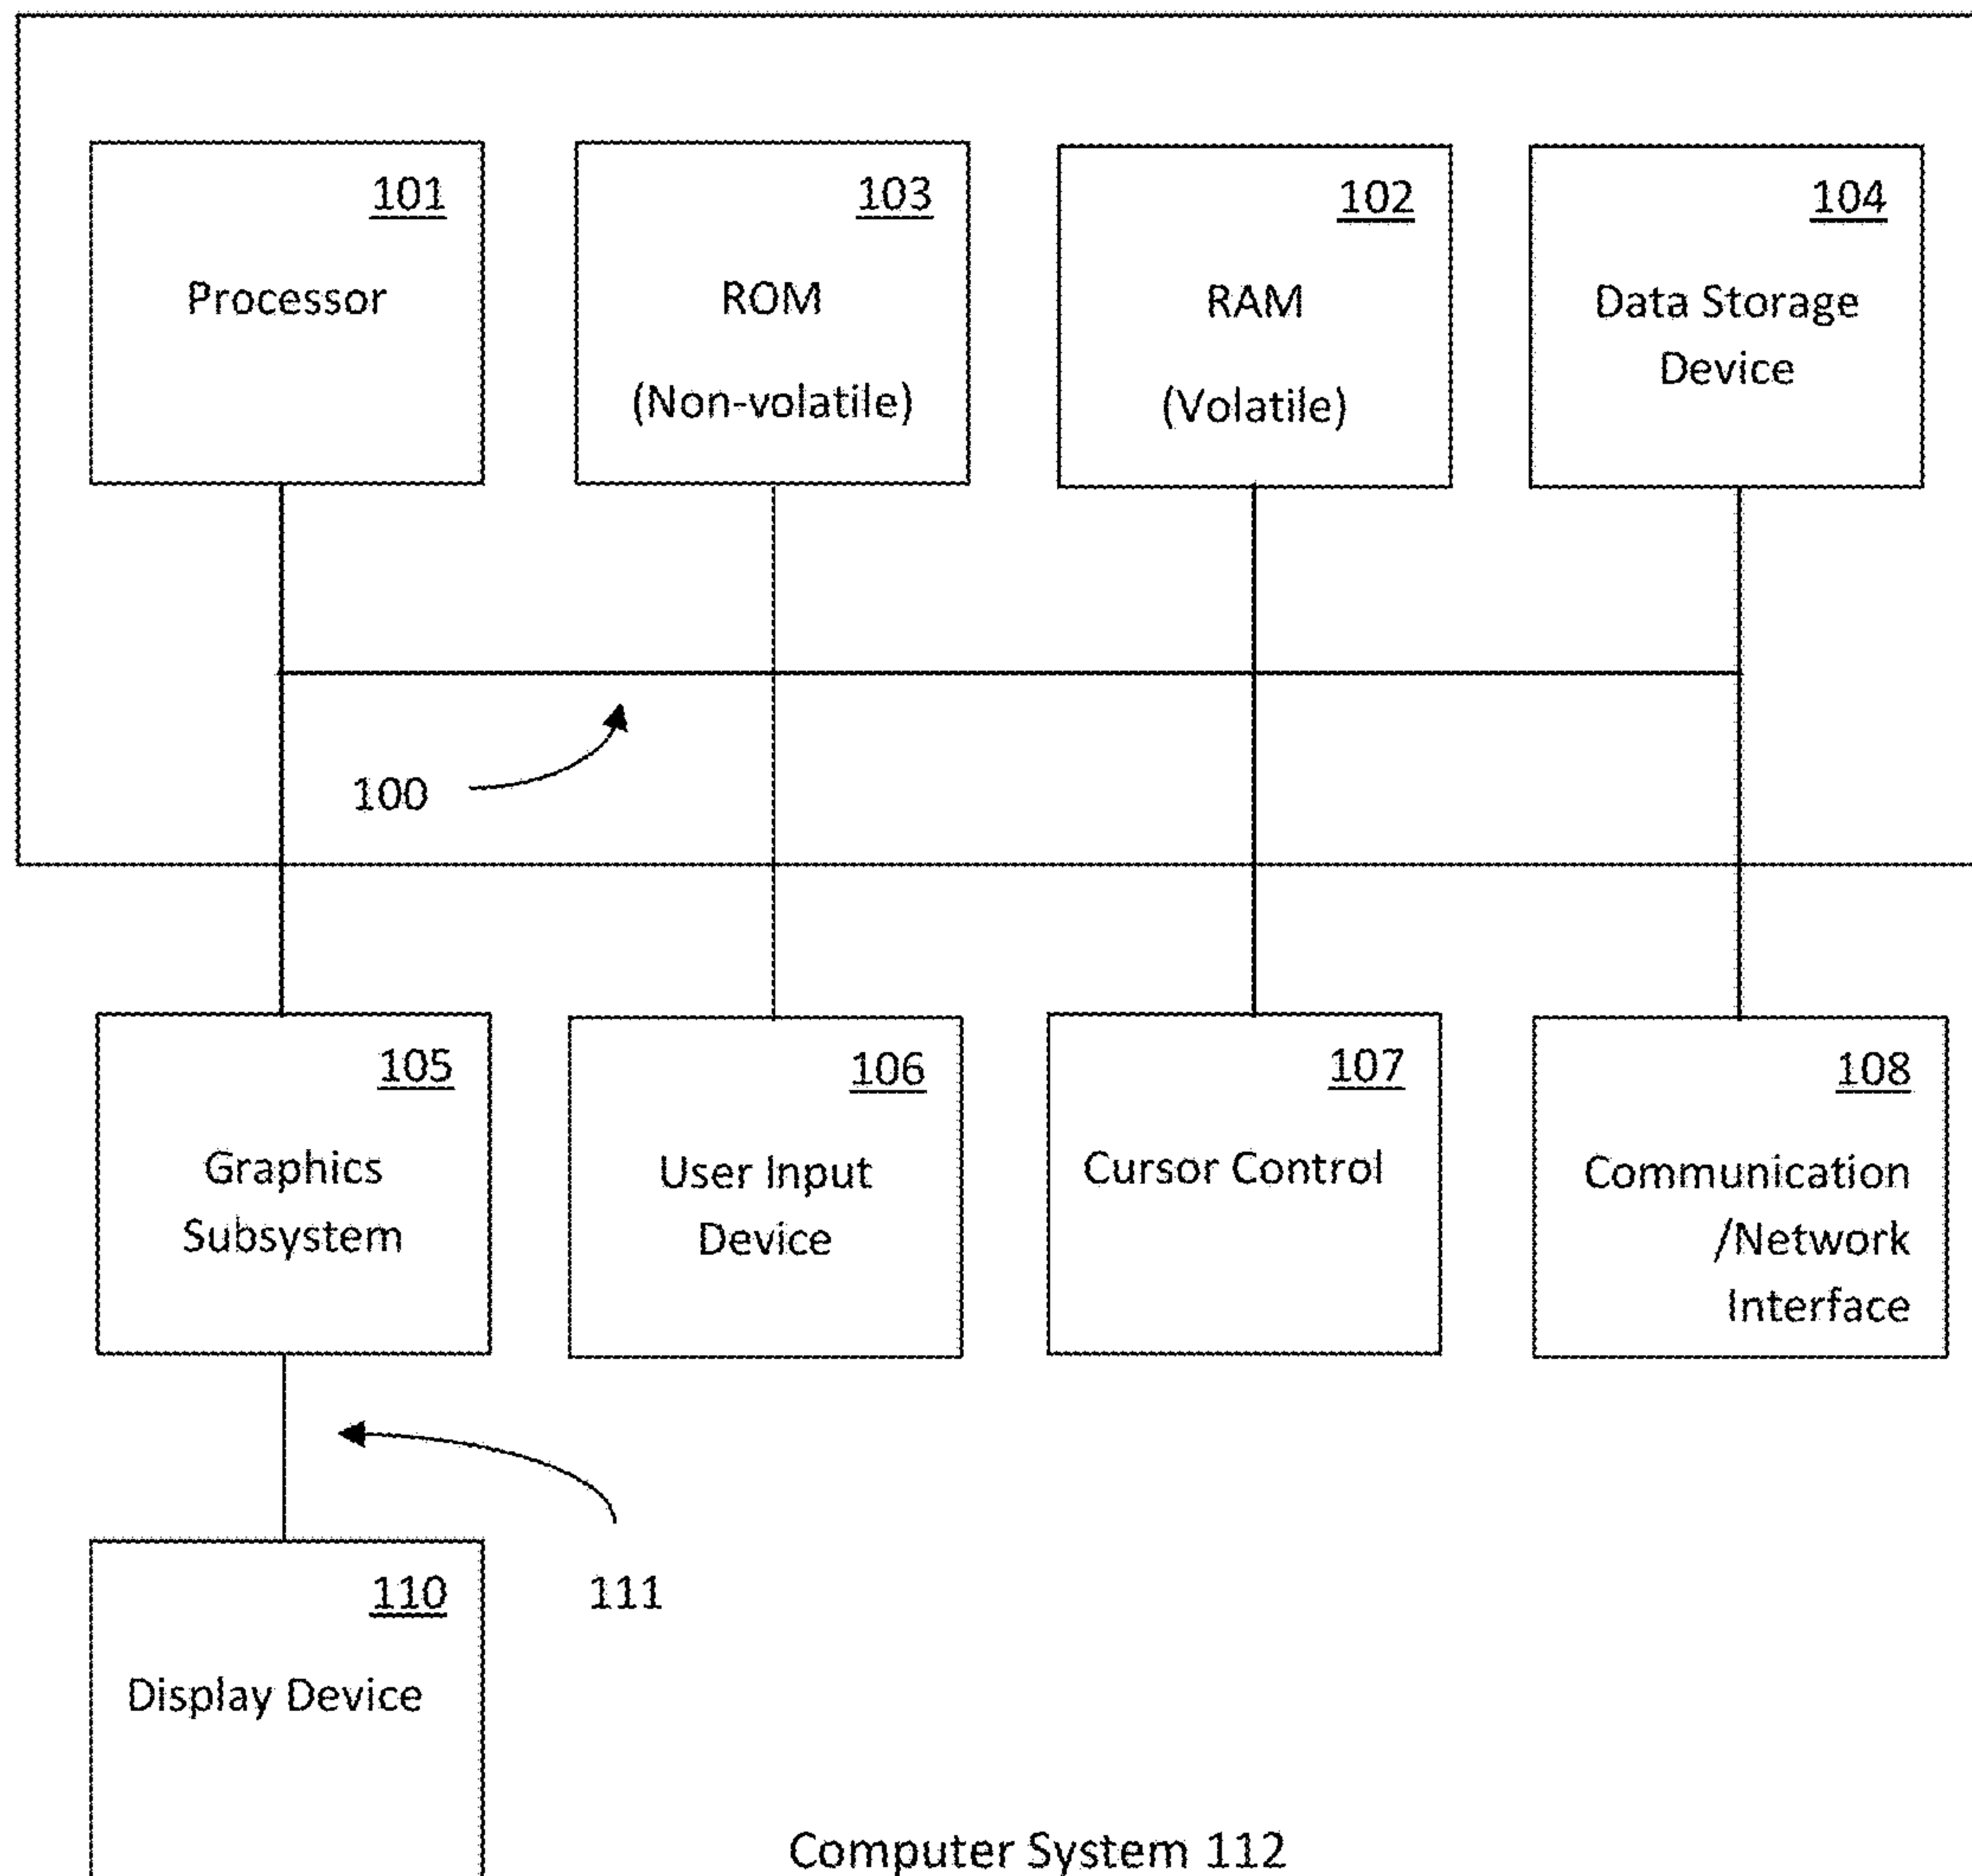 101
Processor
103
ROM
(Non-volatile)
102
RAM
(Volatile)
104
Data Storage
Device
100
105
Graphics
Subsystem
106
User Input
Device
107
Cursor Control
108
Communication
/Network
Interface
111
110
Display Device
Computer System 112